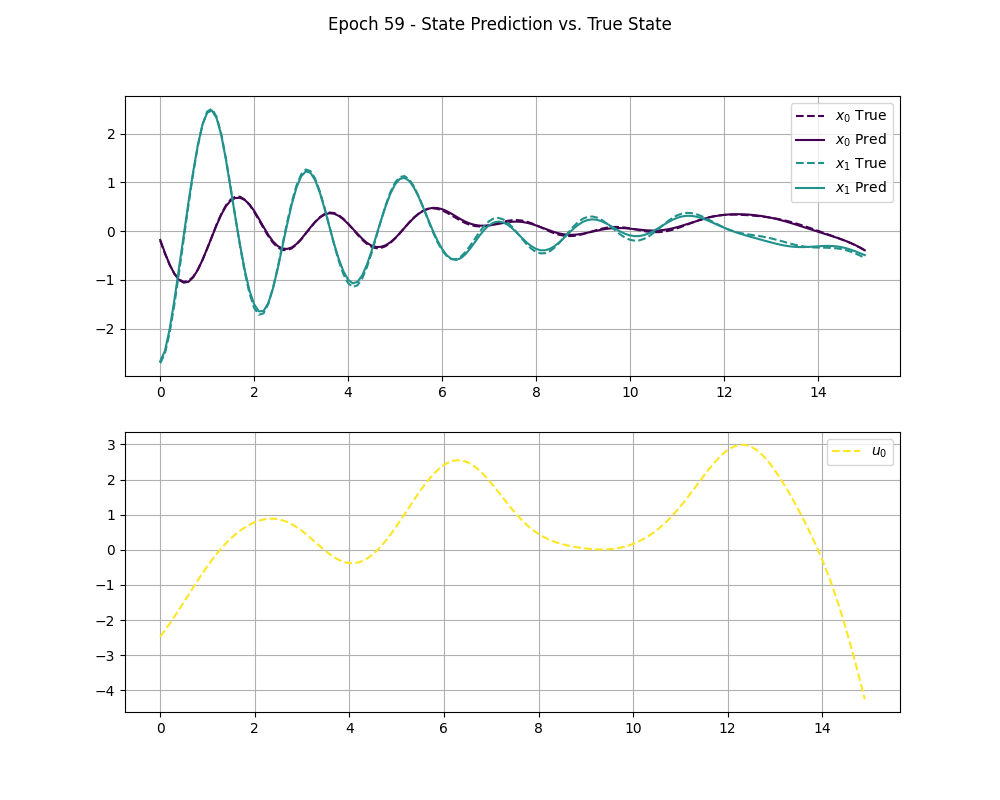 Epoch 59 - State Prediction vs. True State
2
1
0
−1
−2
x₀ True
x₀ Pred
x₁ True
x₁ Pred
0 2 4 6 8 10 12 14
3
2
1
0
−1
−2
−3
−4
u₀
0 2 4 6 8 10 12 14